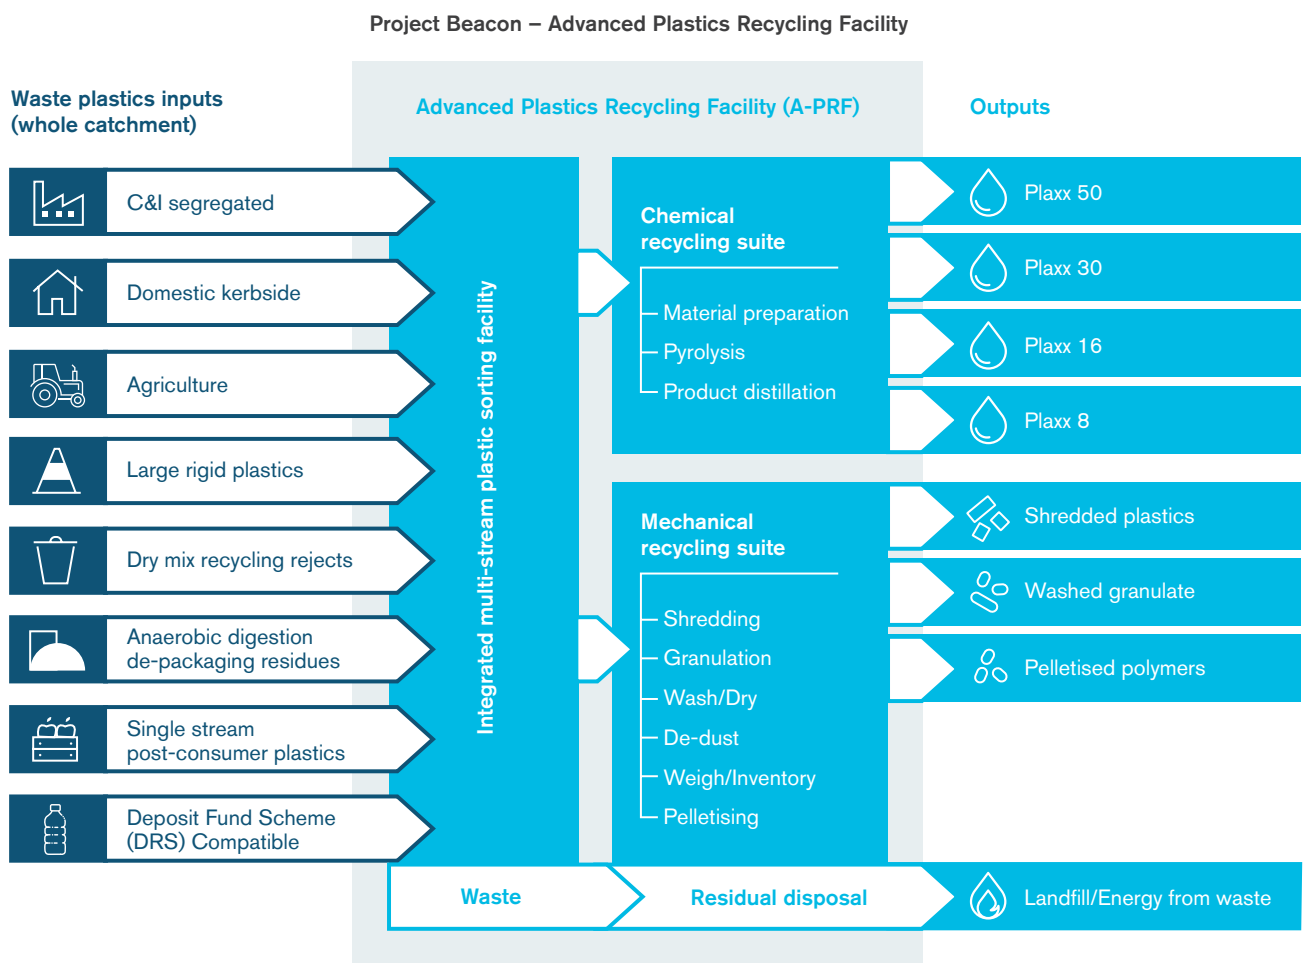 Project Beacon – Advanced Plastics Recycling Facility
Waste plastics inputs
(whole catchment)
Advanced Plastics Recycling Facility (A-PRF)
Outputs
C&I segregated
Domestic kerbside
Agriculture
Large rigid plastics
Dry mix recycling rejects
Anaerobic digestion
de-packaging residues
Single stream
post-consumer plastics
Deposit Fund Scheme
(DRS) Compatible
Integrated multi-stream plastic sorting facility
Chemical
recycling suite
Material preparation
Pyrolysis
Product distillation
Mechanical
recycling suite
Shredding
Granulation
Wash/Dry
De-dust
Weigh/Inventory
Pelletising
Plaxx 50
Plaxx 30
Plaxx 16
Plaxx 8
Shredded plastics
Washed granulate
Pelletised polymers
Waste
Residual disposal
Landfill/Energy from waste